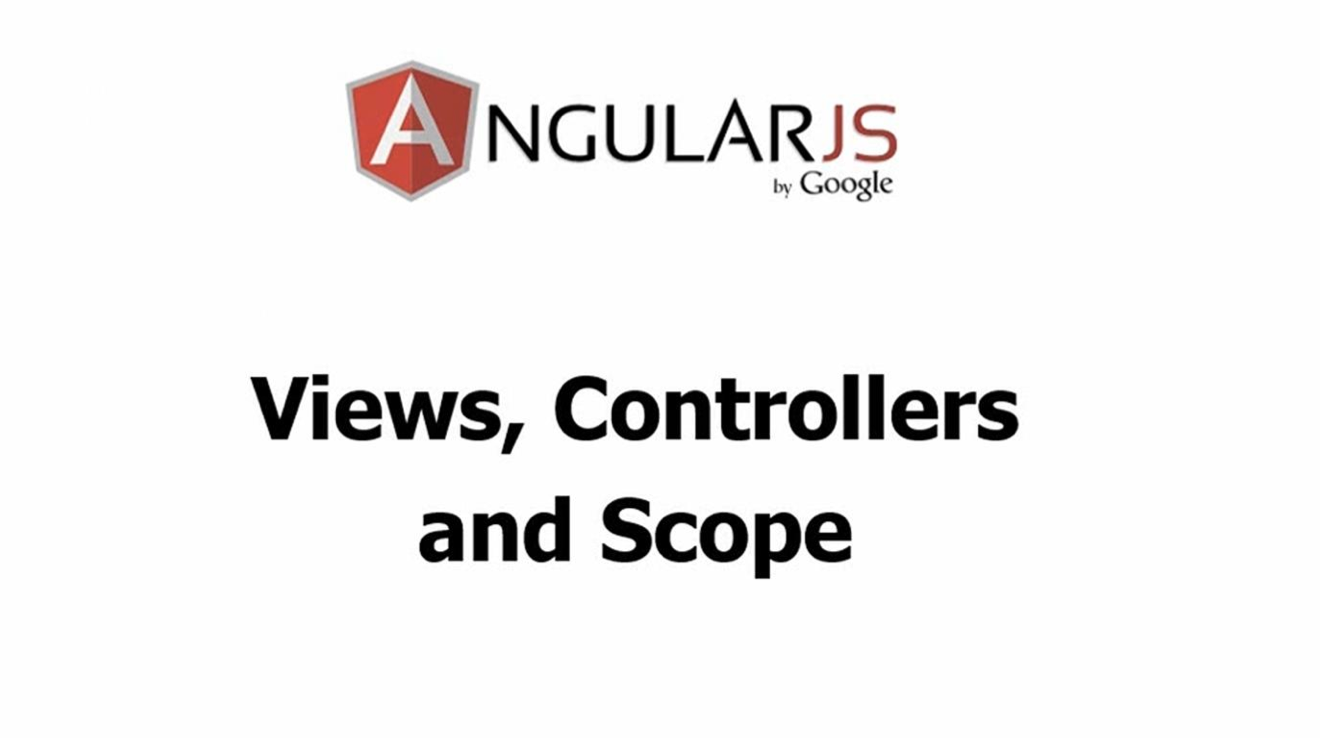 ANGULARJS
by Google
Views, Controllers
and Scope